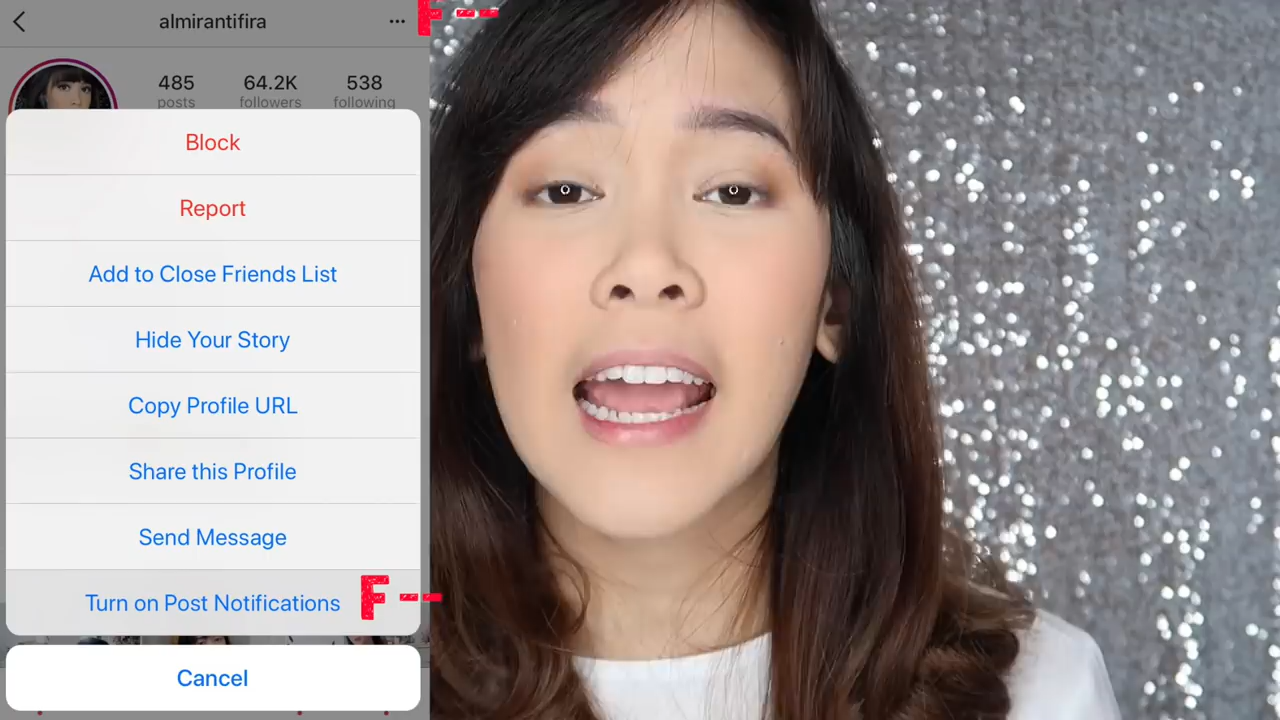 almirantifira
485
64.2K
538
posts
followers
following
Block
Report
Add to Close Friends List
Hide Your Story
Copy Profile URL
Share this Profile
Send Message
Turn on Post Notifications
Cancel